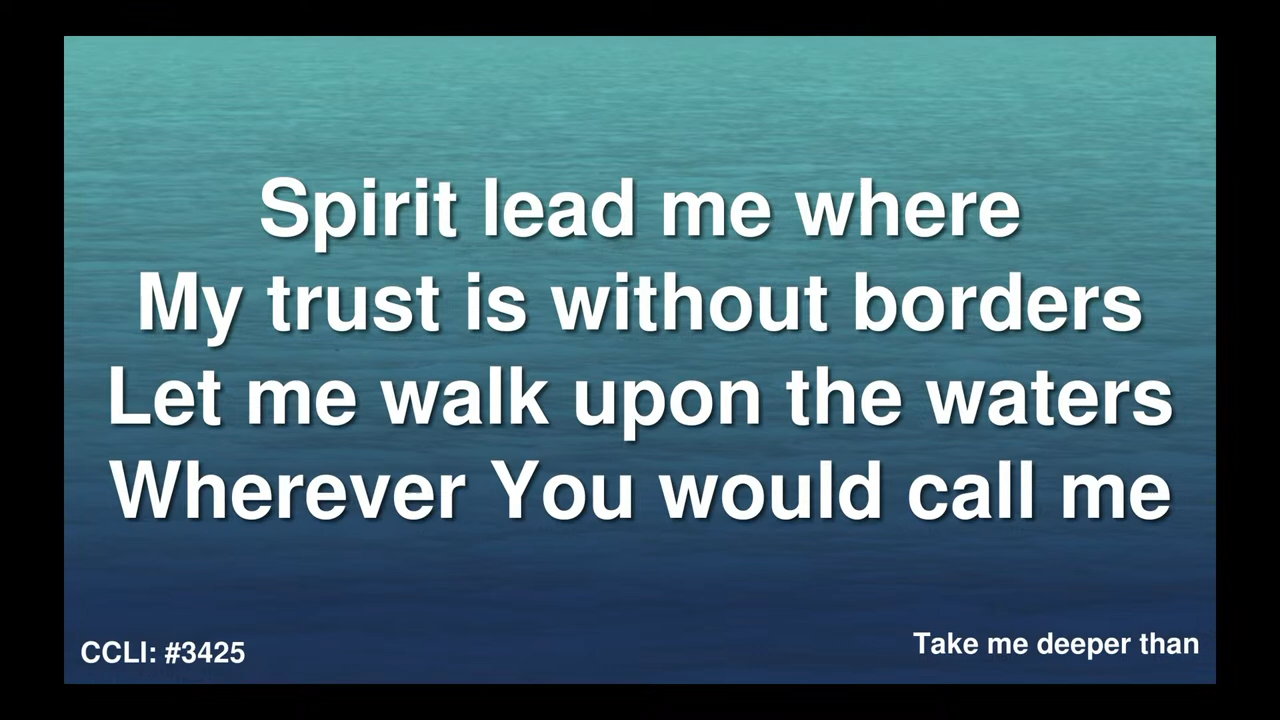 Spirit lead me where
My trust is without borders
Let me walk upon the waters
Wherever You would call me
CCLI: #3425
Take me deeper than